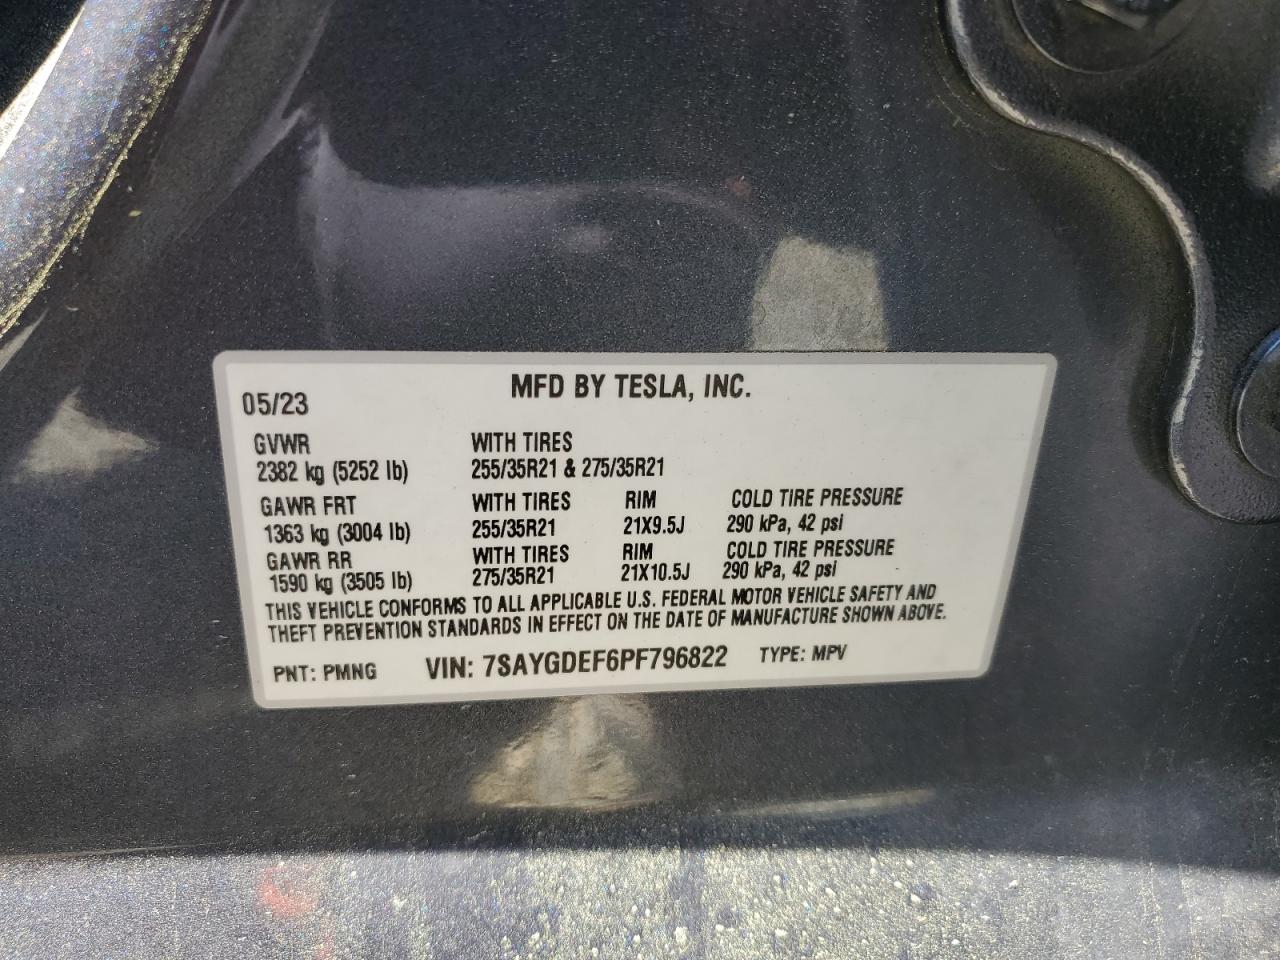 MFD BY TESLA, INC.
05/23
GVWR WITH TIRES
2382 kg (5252 lb) 255/35R21 & 275/35R21
GAWR FRT WITH TIRES RIM COLD TIRE PRESSURE
1363 kg (3004 lb) 255/35R21 21X9.5J 290 kPa, 42 psi
GAWR RR WITH TIRES RIM COLD TIRE PRESSURE
1590 kg (3505 lb) 275/35R21 21X10.5J 290 kPa, 42 psi
THIS VEHICLE CONFORMS TO ALL APPLICABLE U.S. FEDERAL MOTOR VEHICLE SAFETY AND
THEFT PREVENTION STANDARDS IN EFFECT ON THE DATE OF MANUFACTURE SHOWN ABOVE.
PNT: PMNG VIN: 7SAYGDEF6PF796822 TYPE: MPV